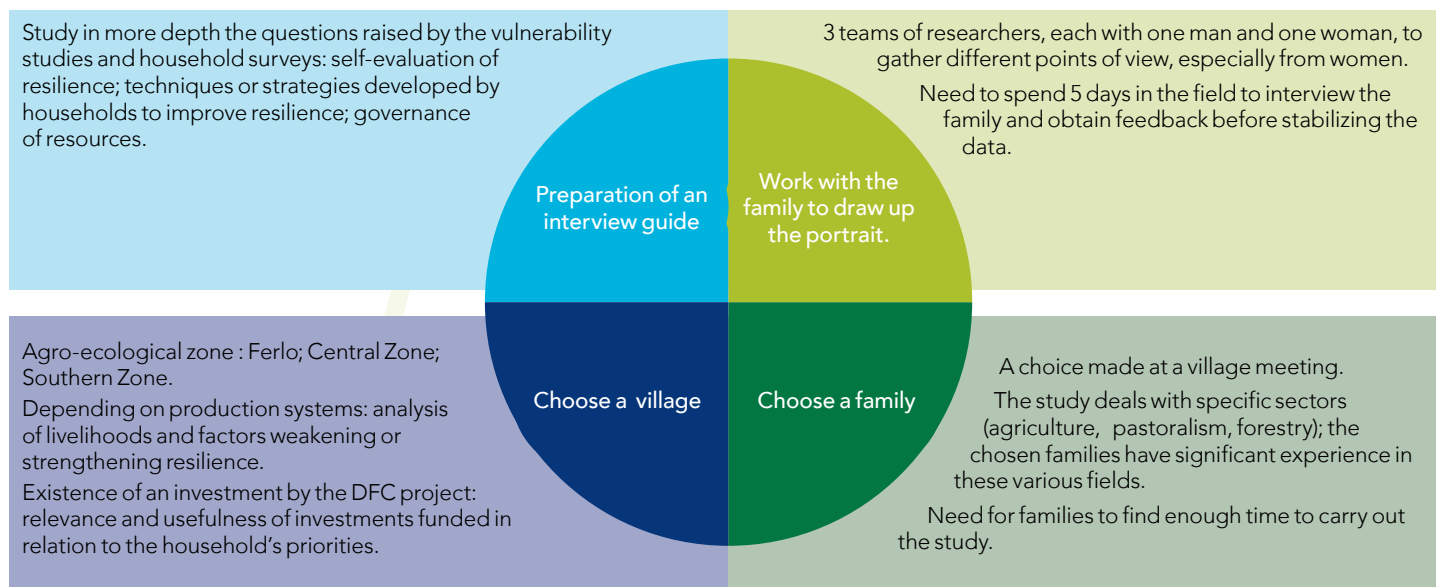 Study in more depth the questions raised by the vulnerability
studies and household surveys: self-evaluation of
resilience; techniques or strategies developed by
households to improve resilience; governance
of resources.
3 teams of researchers, each with one man and one woman, to
gather different points of view, especially from women.
Need to spend 5 days in the field to interview the
family and obtain feedback before stabilizing the
data.
Preparation of an
interview guide
Work with the
family to draw up
the portrait.
Agro-ecological zone : Ferlo; Central Zone;
Southern Zone.
Depending on production systems: analysis
of livelihoods and factors weakening or
strengthening resilience.
Existence of an investment by the DFC project:
relevance and usefulness of investments funded in
relation to the household's priorities.
Choose a village
Choose a family
A choice made at a village meeting.
The study deals with specific sectors
(agriculture, pastoralism, forestry); the
chosen families have significant experience in
these various fields.
Need for families to find enough time to carry out
the study.